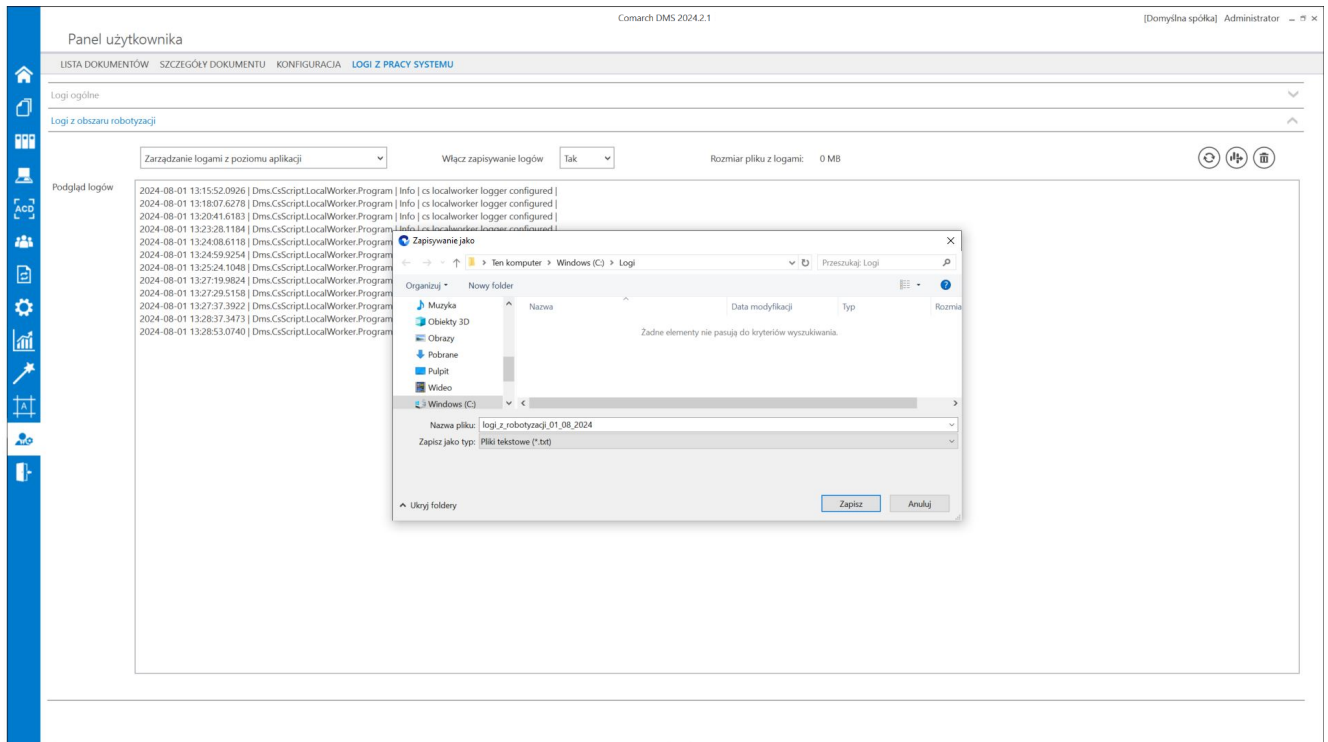 Comarch DMS 2024.2.1
[Domyślna spółka] Administrator
Panel użytkownika
LISTA DOKUMENTÓW SZCZEGÓŁY DOKUMENTU KONFIGURACJA LOGI Z PRACY SYSTEMU
Logi ogólne
Logi z obszaru robotyzacji
Zarządzanie logami z poziomu aplikacji Włącz zapisywanie logów Tak Rozmiar pliku z logami: 0 MB
Podgląd logów
2024-08-01 13:15:52.0926 | Dms.CsScript.LocalWorker.Program | Info | cs localworker logger configured |
2024-08-01 13:18:07.6278 | Dms.CsScript.LocalWorker.Program | Info | cs localworker logger configured |
2024-08-01 13:20:41.6183 | Dms.CsScript.LocalWorker.Program | Info | cs localworker logger configured |
2024-08-01 13:23:28.1184 | Dms.CsScript.LocalWorker.Program | Info | cs localworker logger configured |
2024-08-01 13:24:08.6118 | Dms.CsScript.LocalWorker.Program
2024-08-01 13:24:59.9254 | Dms.CsScript.LocalWorker.Program
2024-08-01 13:25:24.1048 | Dms.CsScript.LocalWorker.Program
2024-08-01 13:27:19.9824 | Dms.CsScript.LocalWorker.Program
2024-08-01 13:27:29.5158 | Dms.CsScript.LocalWorker.Program
2024-08-01 13:27:37.3922 | Dms.CsScript.LocalWorker.Program
2024-08-01 13:28:37.3473 | Dms.CsScript.LocalWorker.Program
2024-08-01 13:28:53.0740 | Dms.CsScript.LocalWorker.Program
ACD
A
Zapisywanie jako
Ten komputer > Windows (C:) > Logi Przeszukaj: Logi
Organizuj Nowy folder
Nazwa Data modyfikacji Typ Rozmia
Żadne elementy nie pasują do kryteriów wyszukiwania.
Muzyka
Obiekty 3D
Obrazy
Pobrane
Pulpit
Wideo
Windows (C:)
Nazwa pliku: logi_z_robotyzacji_01_08_2024
Zapisz jako typ: Pliki tekstowe (*.txt)
Ukryj foldery Zapisz Anuluj